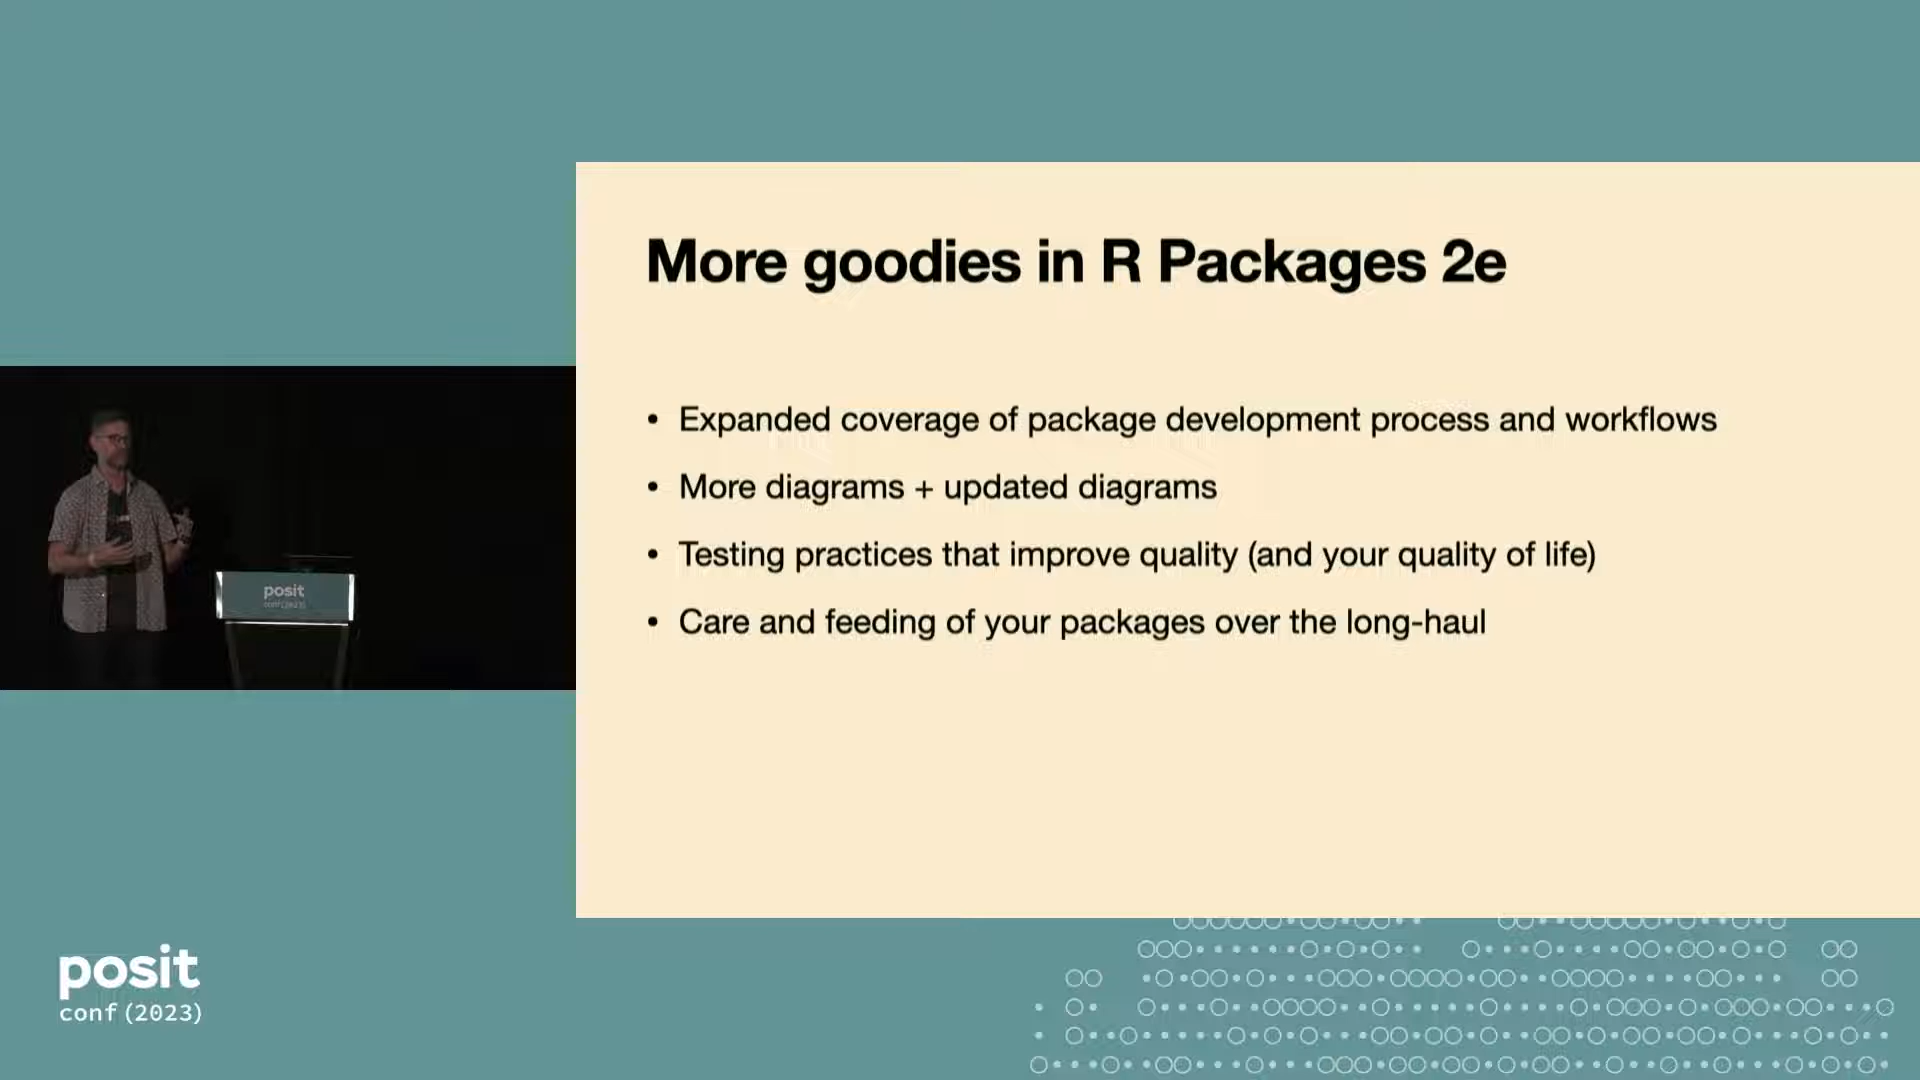 More goodies in R Packages 2e
• Expanded coverage of package development process and workflows
• More diagrams + updated diagrams
• Testing practices that improve quality (and your quality of life)
• Care and feeding of your packages over the long-haul
posit
conf(2023)
posit
conf(2023)